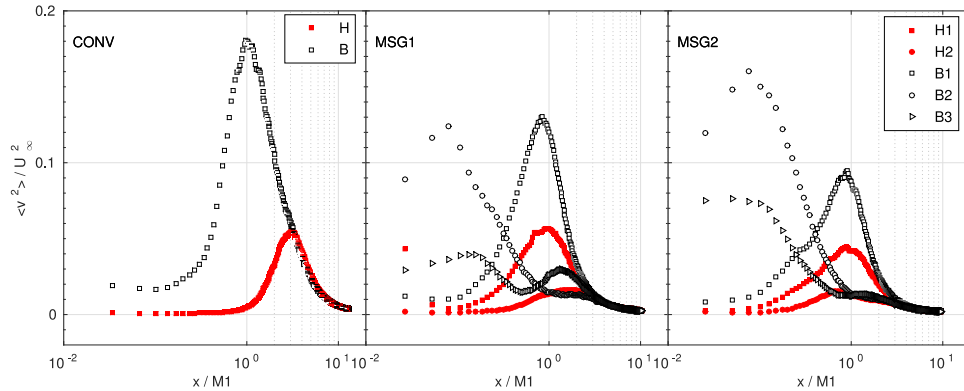 0.2
0.1
0
<v²> / U²∞
CONV
H
B
10⁻² 10⁰ 10¹
x / M1
MSG1
10⁻² 10⁰ 10¹
x / M1
MSG2
H1
H2
B1
B2
B3
10⁻² 10⁰ 10¹
x / M1